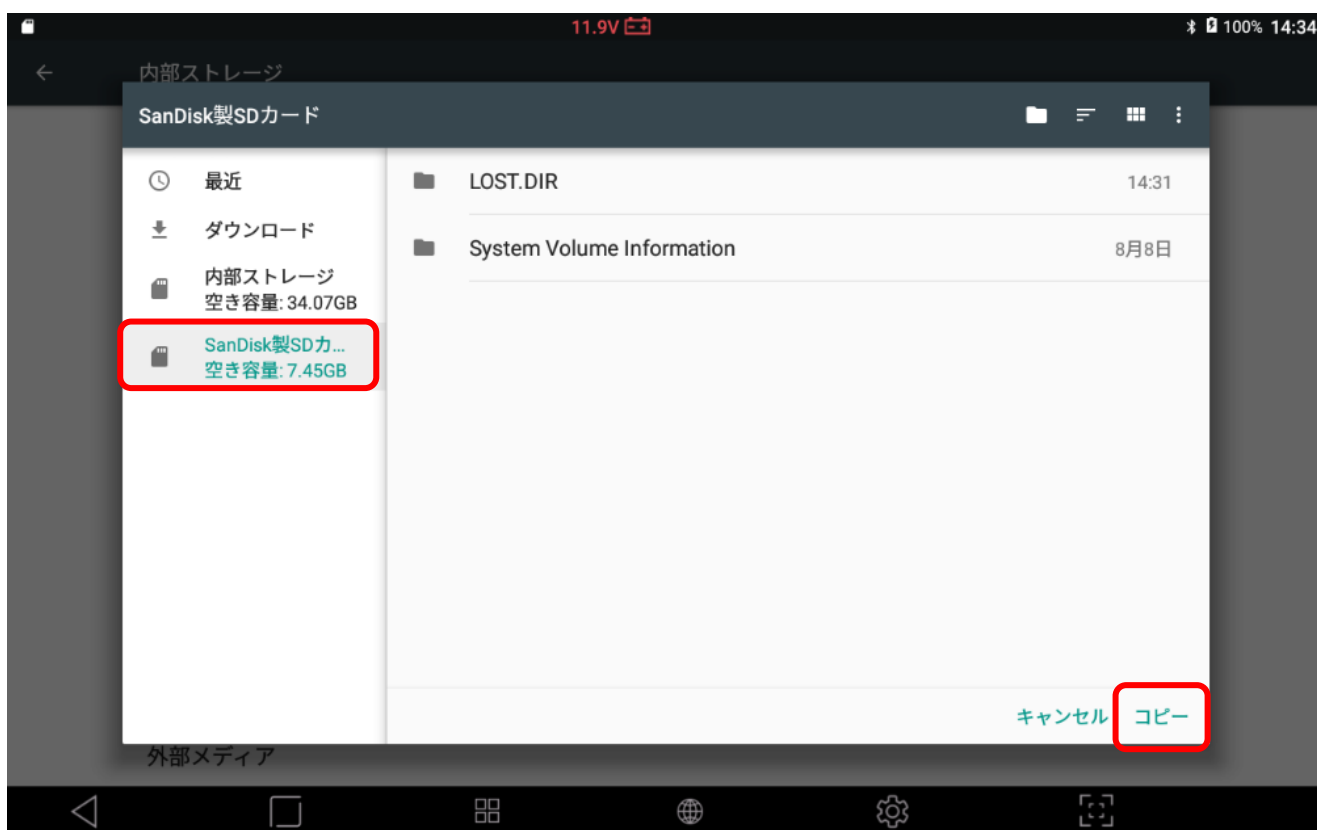 11.9V
100% 14:34
内部ストレージ
SanDisk製SDカード
最近
ダウンロード
内部ストレージ
空き容量: 34.07GB
SanDisk製SDカ...
空き容量: 7.45GB
LOST.DIR 14:31
System Volume Information 8月8日
キャンセル コピー
外部メディア